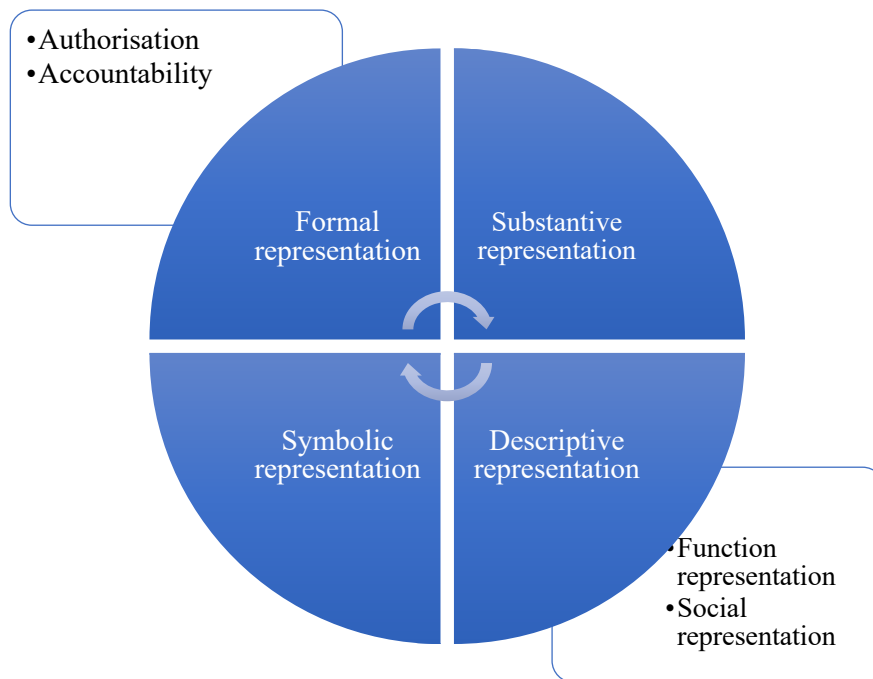 •Authorisation
•Accountability
Formal
representation
Substantive
representation
Symbolic
representation
Descriptive
representation
•Function
representation
•Social
representation